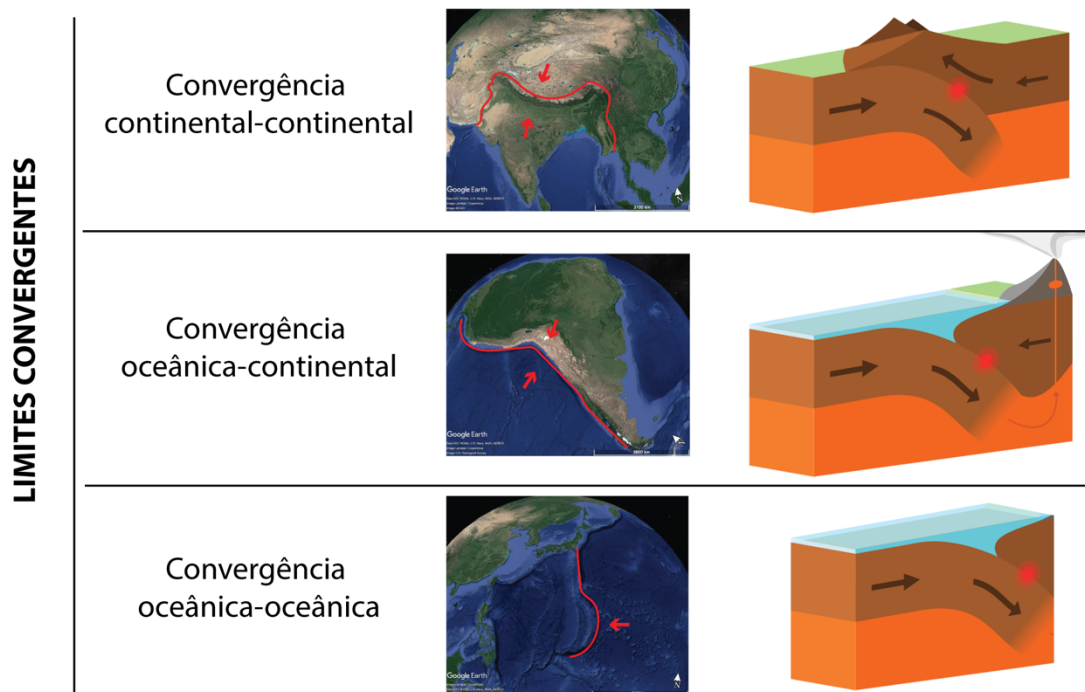 LIMITES CONVERGENTES
Convergência
continental-continental
Google Earth
N
Convergência
oceânica-continental
Google Earth
Convergência
oceânica-oceânica
Google Earth
N